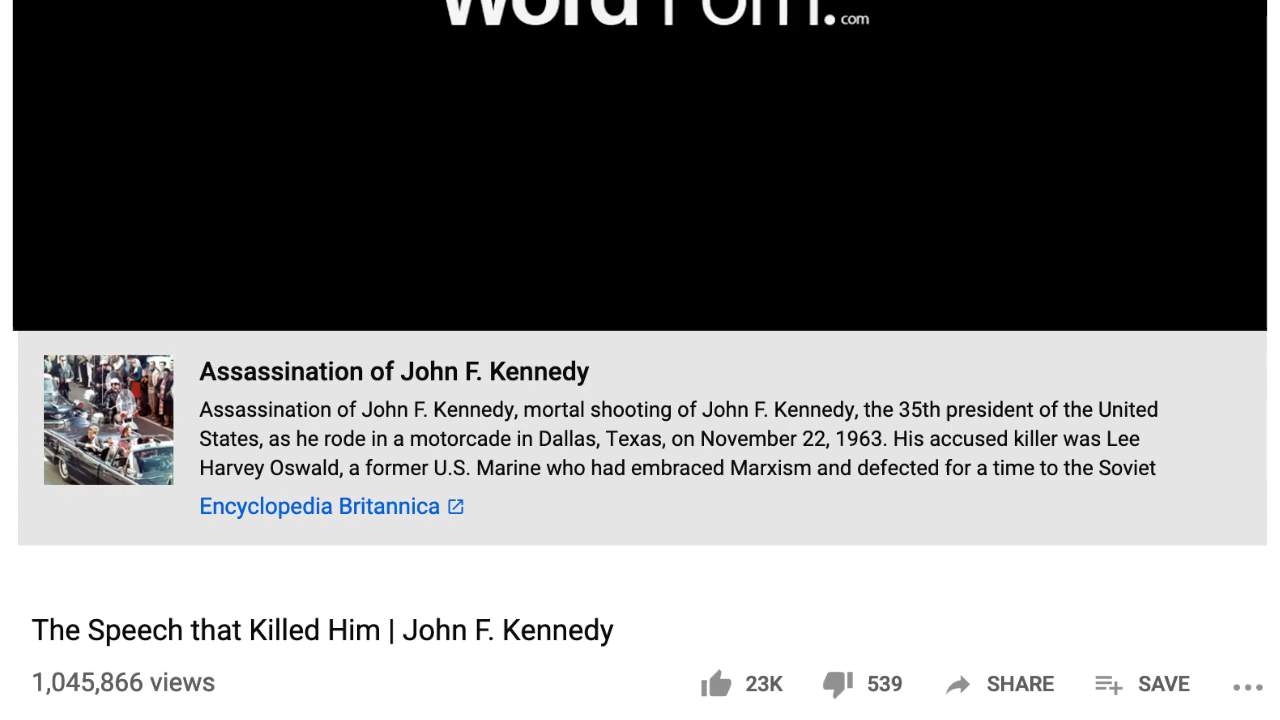 Word Porn.com
Assassination of John F. Kennedy
Assassination of John F. Kennedy, mortal shooting of John F. Kennedy, the 35th president of the United
States, as he rode in a motorcade in Dallas, Texas, on November 22, 1963. His accused killer was Lee
Harvey Oswald, a former U.S. Marine who had embraced Marxism and defected for a time to the Soviet
Encyclopedia Britannica
The Speech that Killed Him | John F. Kennedy
1,045,866 views 23K 539 SHARE SAVE